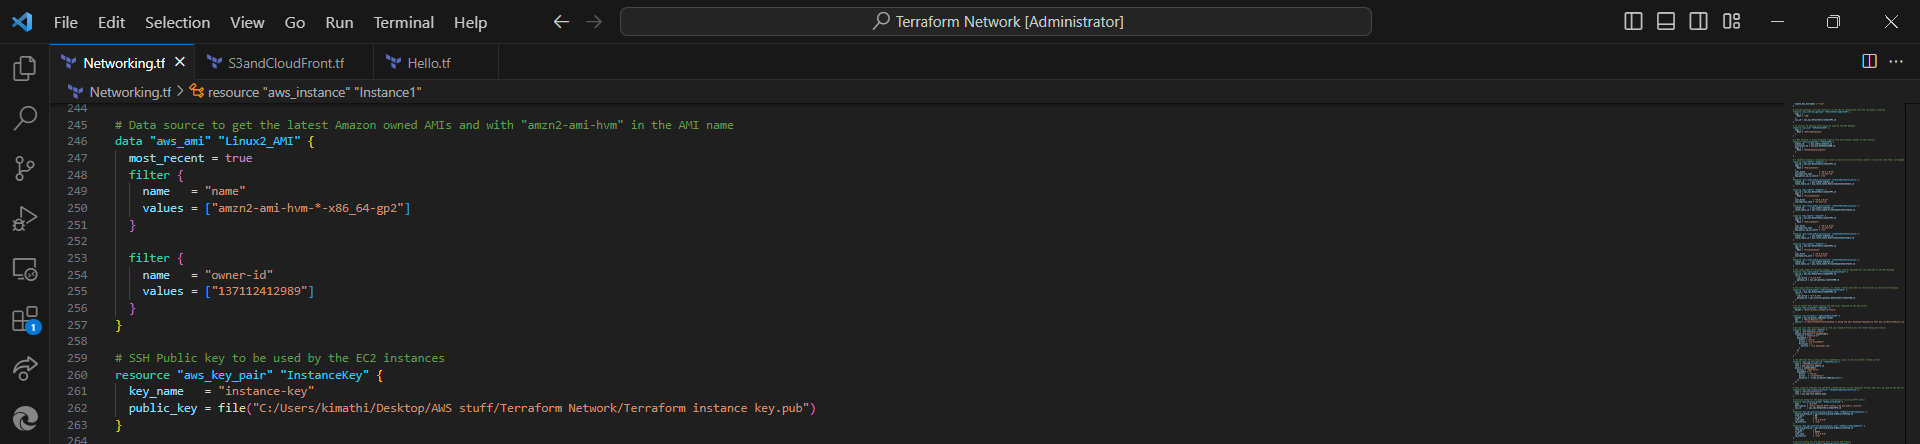 File Edit Selection View Go Run Terminal Help
Terraform Network [Administrator]
Networking.tf
S3andCloudFront.tf
Hello.tf
Networking.tf > resource "aws_instance" "Instance1"
244
245 # Data source to get the latest Amazon owned AMIs and with "amzn2-ami-hvm" in the AMI name
246 data "aws_ami" "Linux2_AMI" {
247 most_recent = true
248 filter {
249 name = "name"
250 values = ["amzn2-ami-hvm-*-x86_64-gp2"]
251 }
252
253 filter {
254 name = "owner-id"
255 values = ["137112412989"]
256 }
257 }
258
259 # SSH Public key to be used by the EC2 instances
260 resource "aws_key_pair" "InstanceKey" {
261 key_name = "instance-key"
262 public_key = file("C:/Users/kimathi/Desktop/AWS stuff/Terraform Network/Terraform instance key.pub")
263 }
264
1